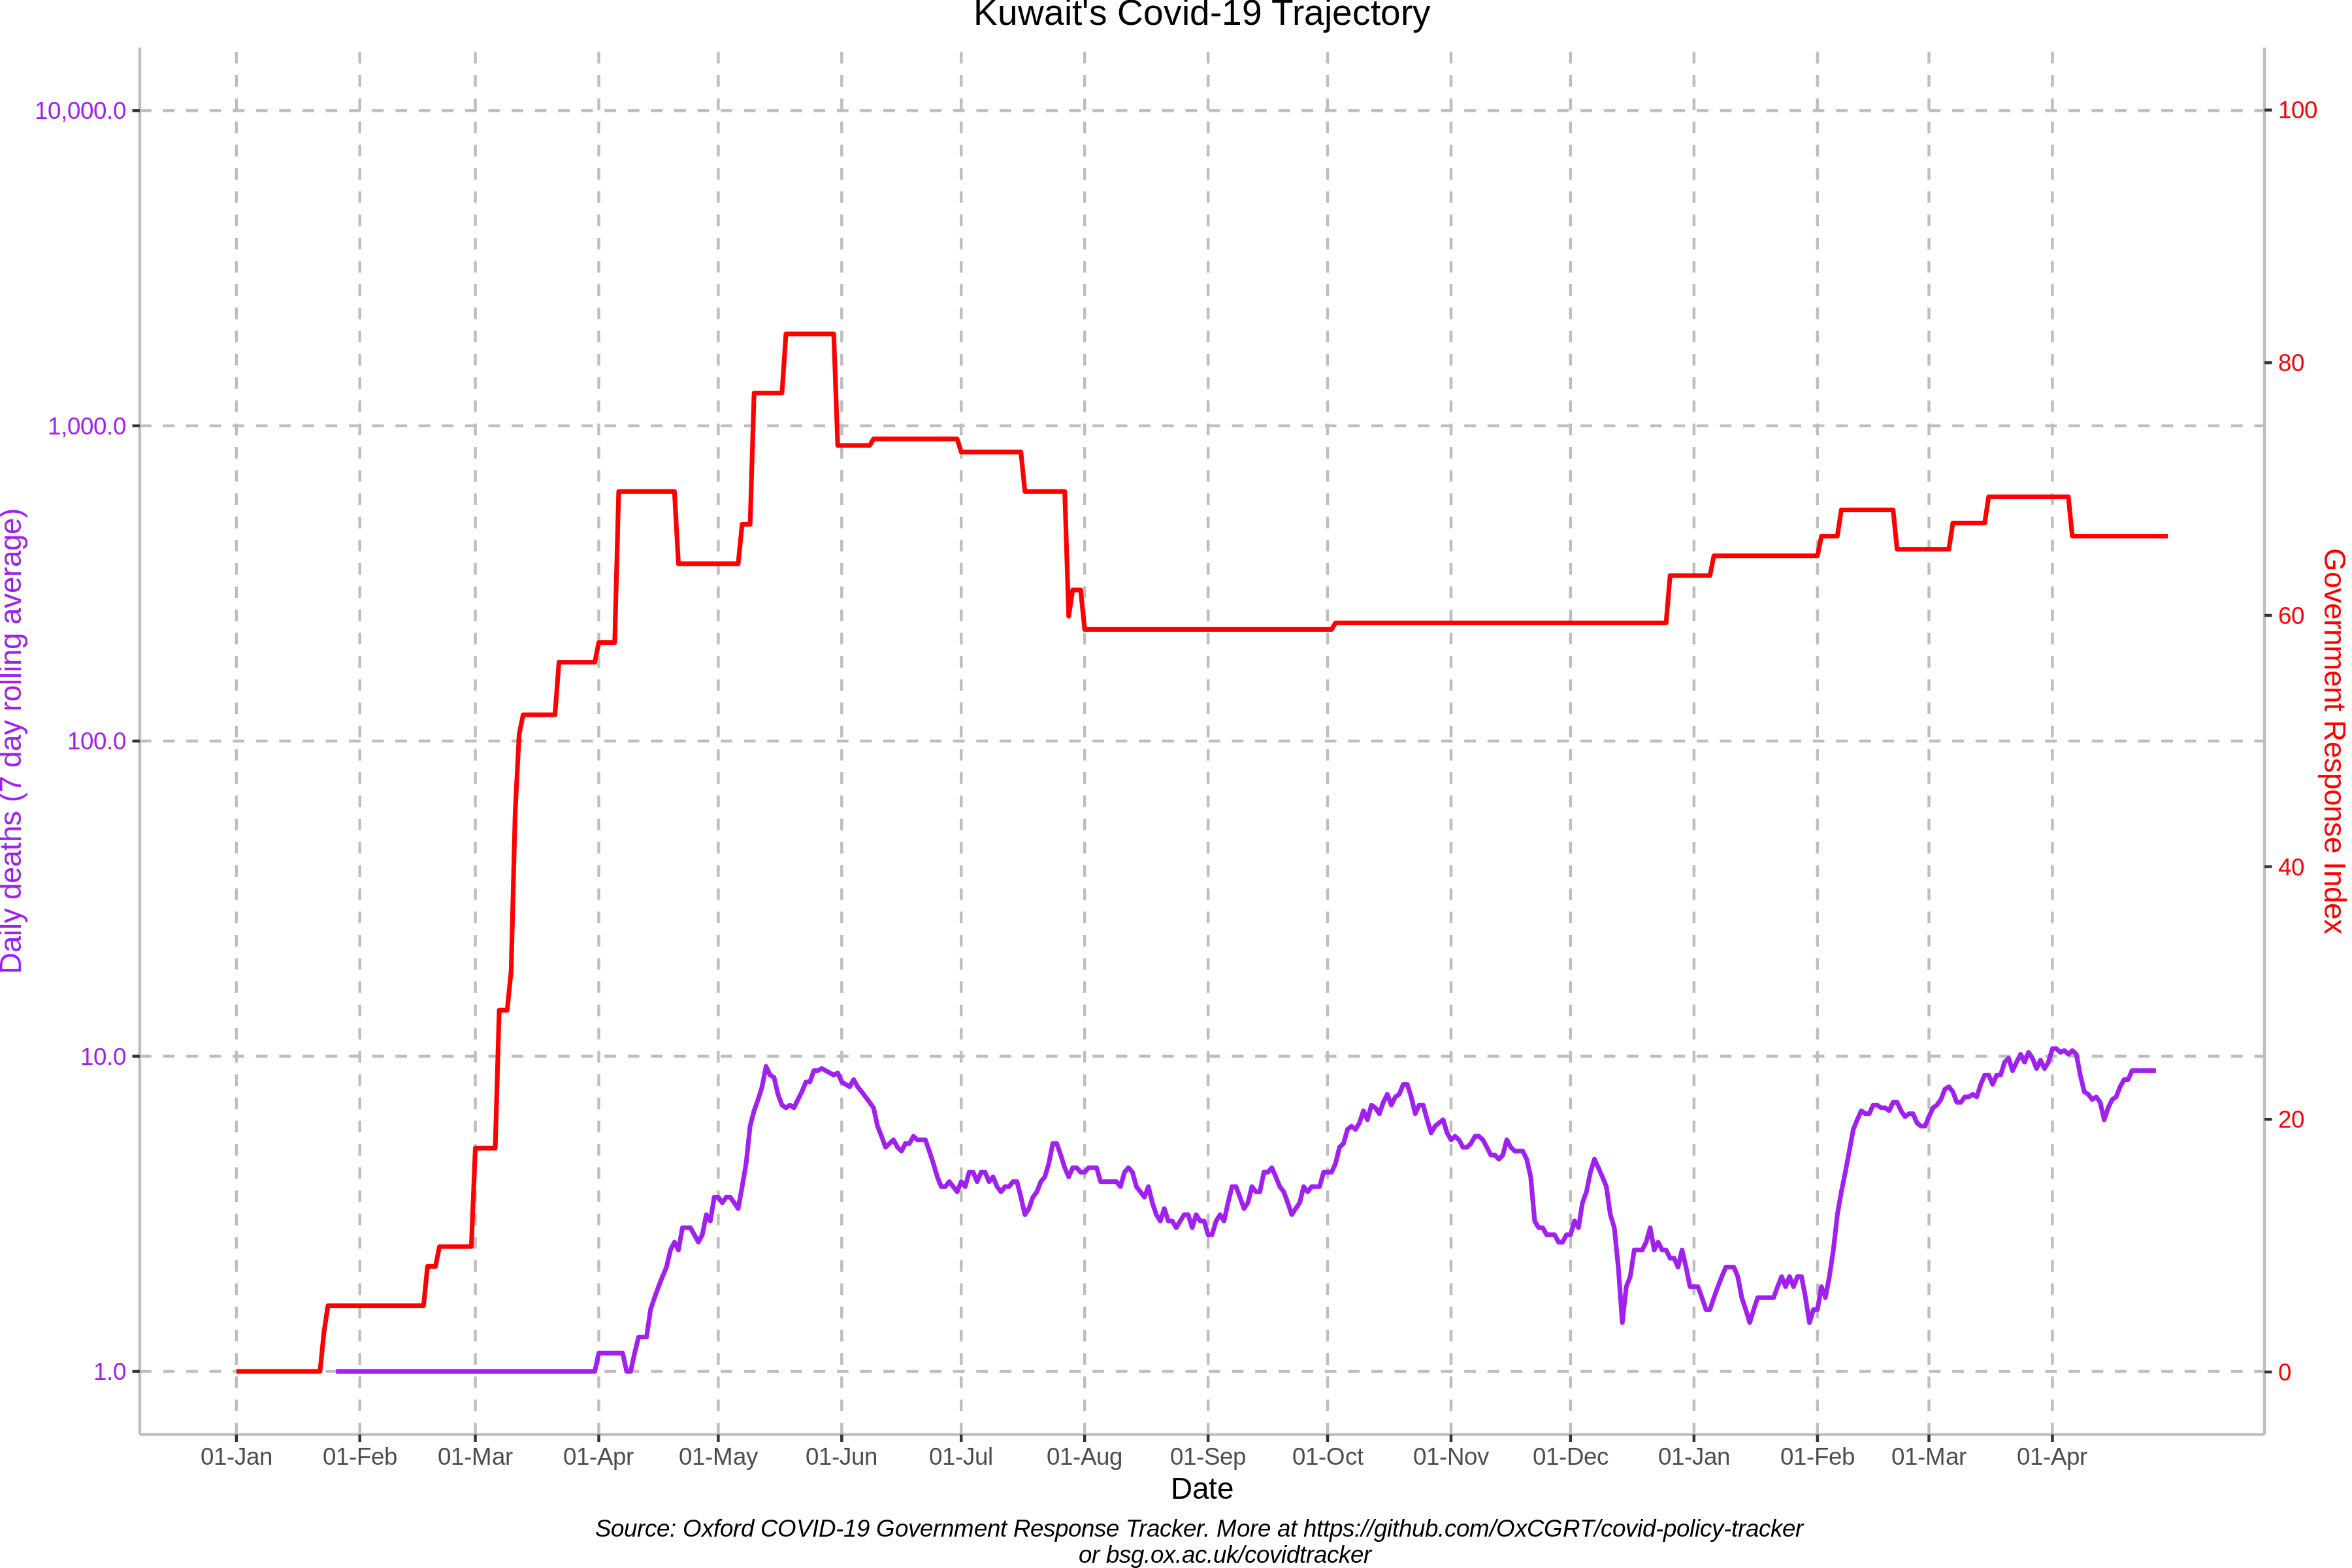 Kuwait's Covid-19 Trajectory
10,000.0
1,000.0
100.0
10.0
1.0
Daily deaths (7 day rolling average)
100
80
60
40
20
0
Government Response Index
01-Jan 01-Feb 01-Mar 01-Apr 01-May 01-Jun 01-Jul 01-Aug 01-Sep 01-Oct 01-Nov 01-Dec 01-Jan 01-Feb 01-Mar 01-Apr
Date
Source: Oxford COVID-19 Government Response Tracker. More at https://github.com/OxCGRT/covid-policy-tracker
or bsg.ox.ac.uk/covidtracker